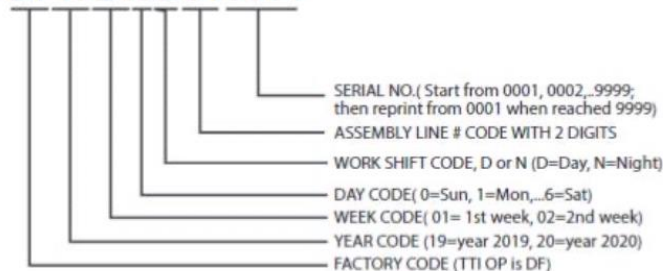 SERIAL NO.( Start from 0001, 0002,..9999;
then reprint from 0001 when reached 9999)
ASSEMBLY LINE # CODE WITH 2 DIGITS
WORK SHIFT CODE, D or N (D=Day, N=Night)
DAY CODE( 0=Sun, 1=Mon,...6=Sat)
WEEK CODE( 01= 1st week, 02=2nd week)
YEAR CODE (19=year 2019, 20=year 2020)
FACTORY CODE (TTI OP is DF)